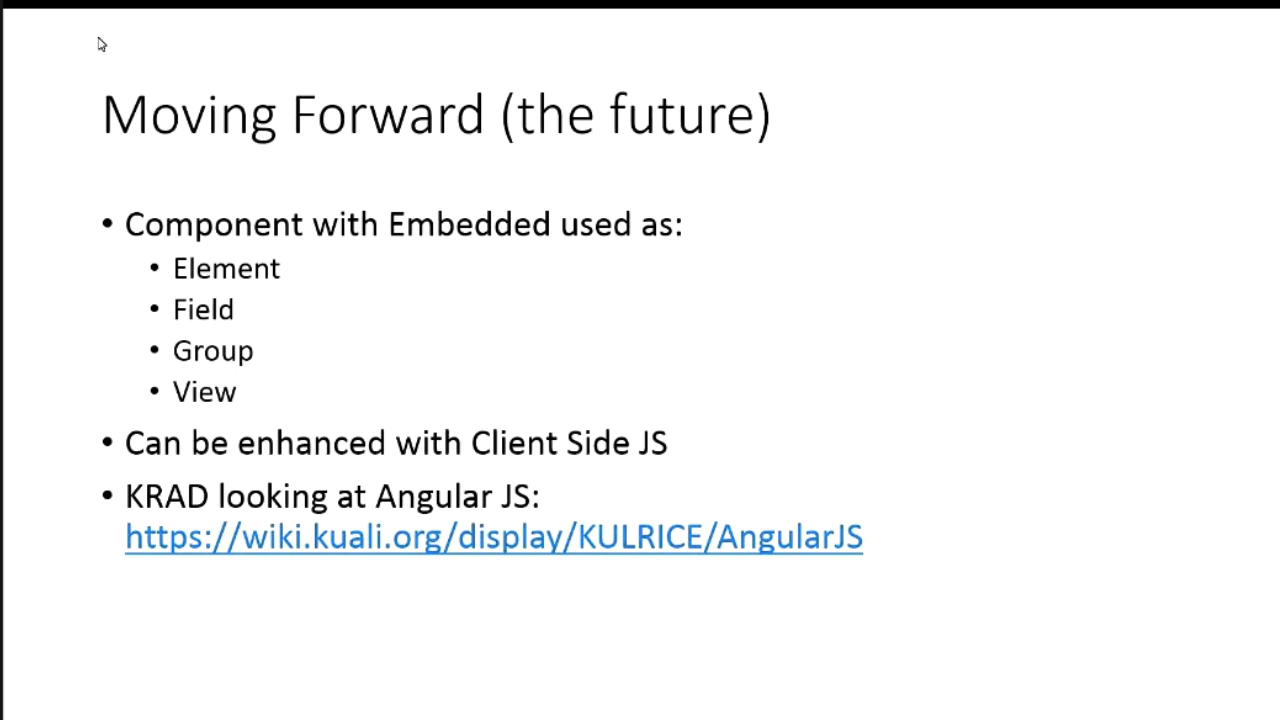 Moving Forward (the future)
• Component with Embedded used as:
• Element
• Field
• Group
• View
• Can be enhanced with Client Side JS
• KRAD looking at Angular JS:
https://wiki.kuali.org/display/KULRICE/AngularJS